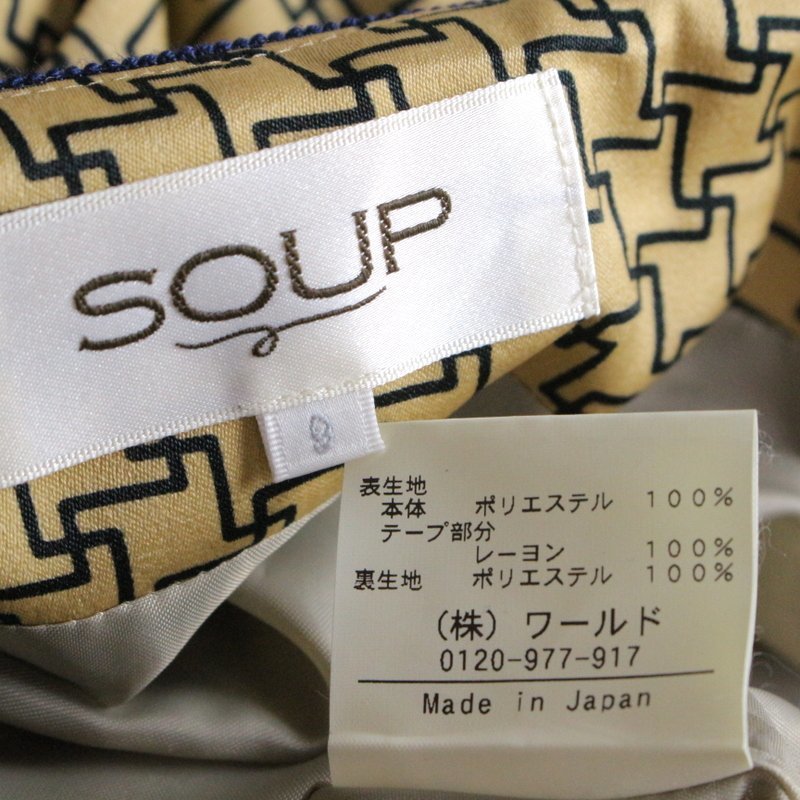 SOUP
9
表生地
本体 ポリエステル 100%
テープ部分
レーヨン 100%
裏生地 ポリエステル 100%
(株) ワールド
0120-977-917
Made in Japan